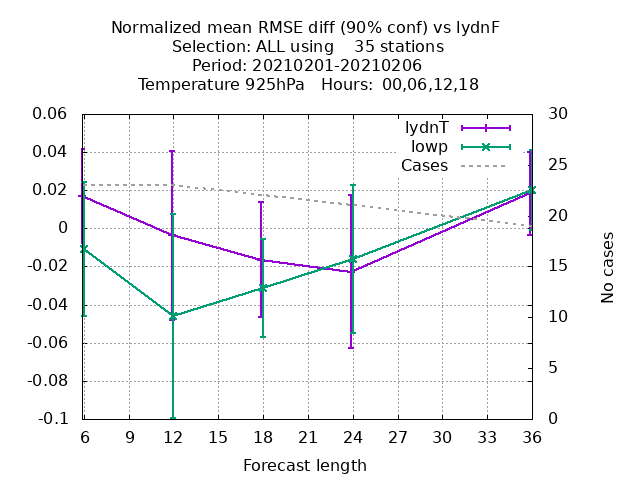 Normalized mean RMSE diff (90% conf) vs lydnF
Selection: ALL using    35 stations
Period: 20210201-20210206
Temperature 925hPa   Hours:  00,06,12,18
0.06 30
lydnT
0.04 lowp 25
Cases
0.02 20
0
-0.02 15
-0.04 10
-0.06
-0.08 5
-0.1 0
6 9 12 15 18 21 24 27 30 33 36
Forecast length
No cases